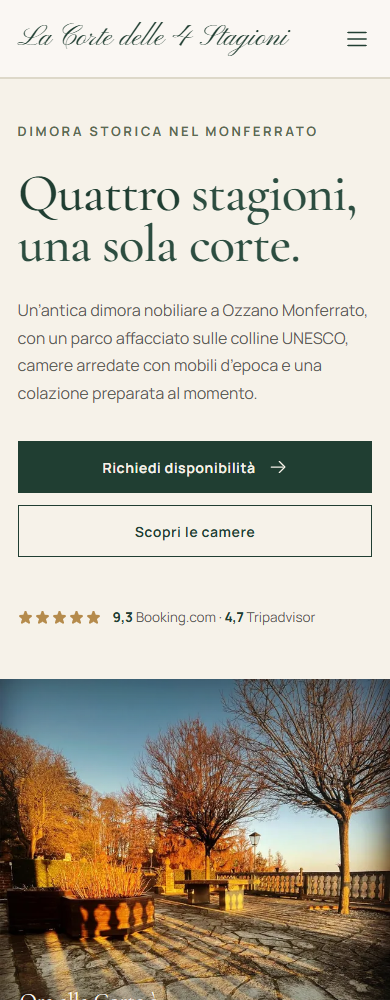 La Corte delle 4 Stagioni
DIMORA STORICA NEL MONFERRATO
Quattro stagioni,
una sola corte.
Un'antica dimora nobiliare a Ozzano Monferrato,
con un parco affacciato sulle colline UNESCO,
camere arredate con mobili d'epoca e una
colazione preparata al momento.
Richiedi disponibilità →
Scopri le camere
9,3 Booking.com · 4,7 Tripadvisor